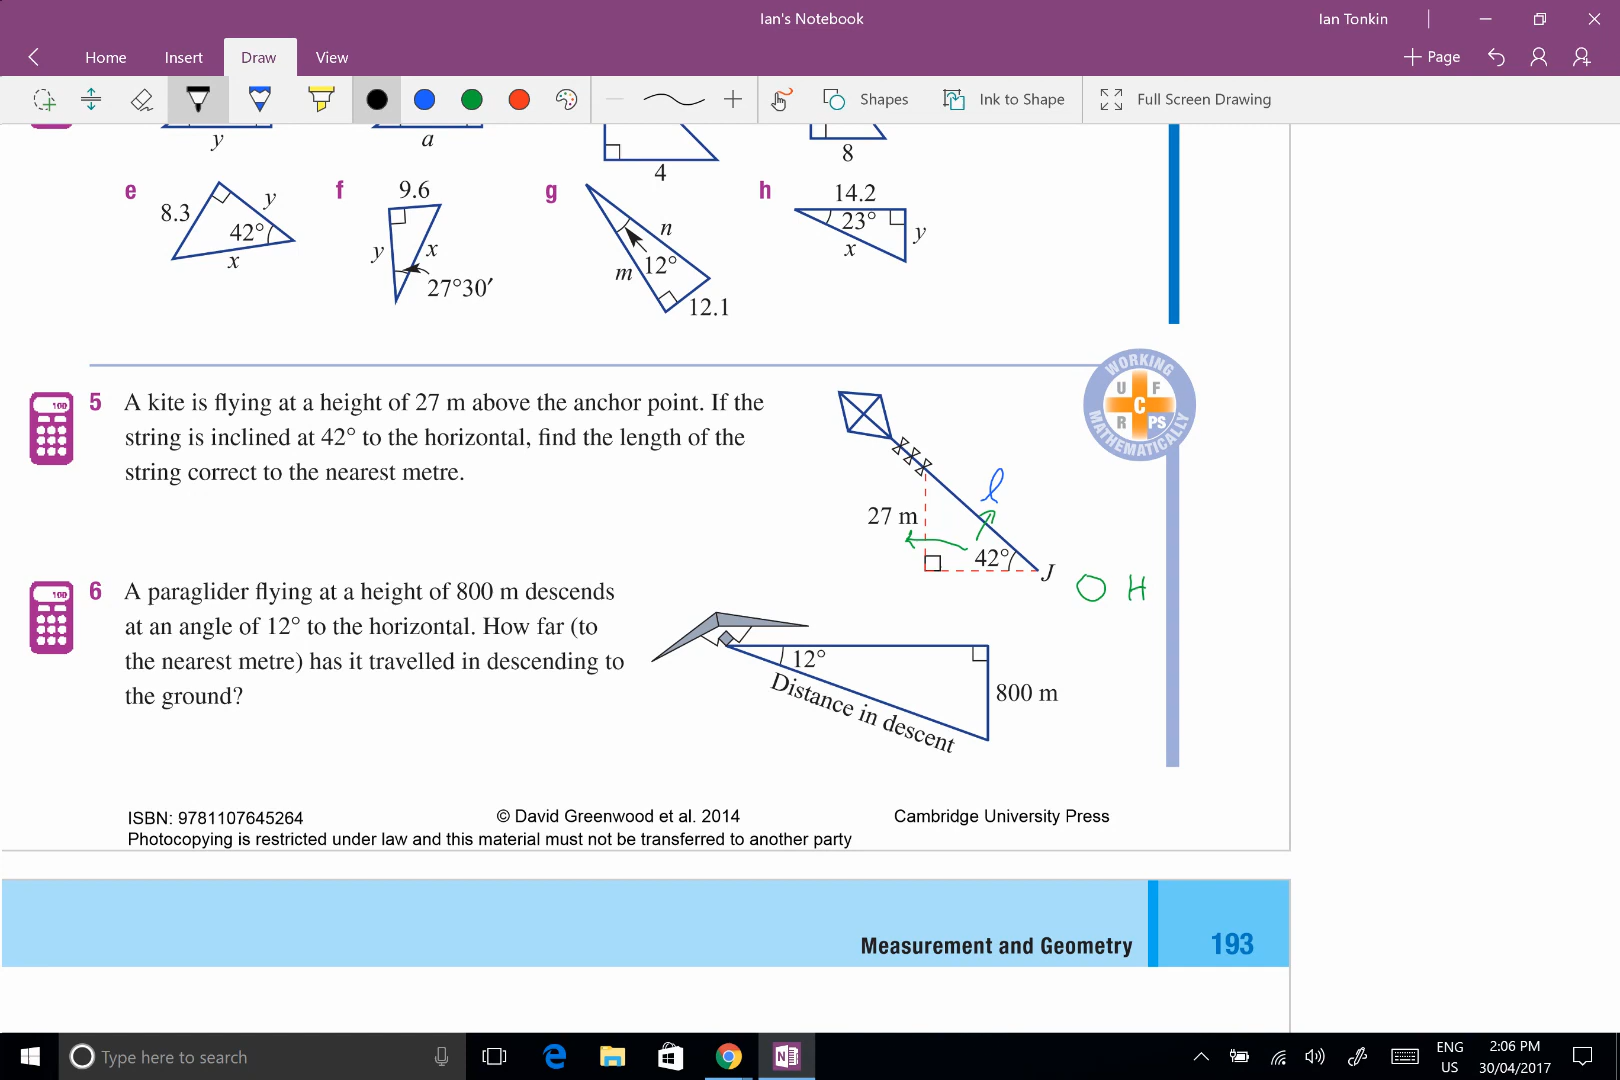 Ian's Notebook
Ian Tonkin
Home Insert Draw View
Page
Shapes
Ink to Shape
Full Screen Drawing
y
a
4
8
e
8.3
y
42°
x
f
9.6
y
x
27°30′
g
n
m
12°
12.1
h
14.2
23°
y
x
WORKING
U F
C
R PS
MATHEMATICALLY
5 A kite is flying at a height of 27 m above the anchor point. If the
string is inclined at 42° to the horizontal, find the length of the
string correct to the nearest metre.
l
27 m
42°
J
O H
6 A paraglider flying at a height of 800 m descends
at an angle of 12° to the horizontal. How far (to
the nearest metre) has it travelled in descending to
the ground?
12°
800 m
Distance in descent
ISBN: 9781107645264 © David Greenwood et al. 2014 Cambridge University Press
Photocopying is restricted under law and this material must not be transferred to another party
Measurement and Geometry 193
Type here to search
ENG
US
2:06 PM
30/04/2017